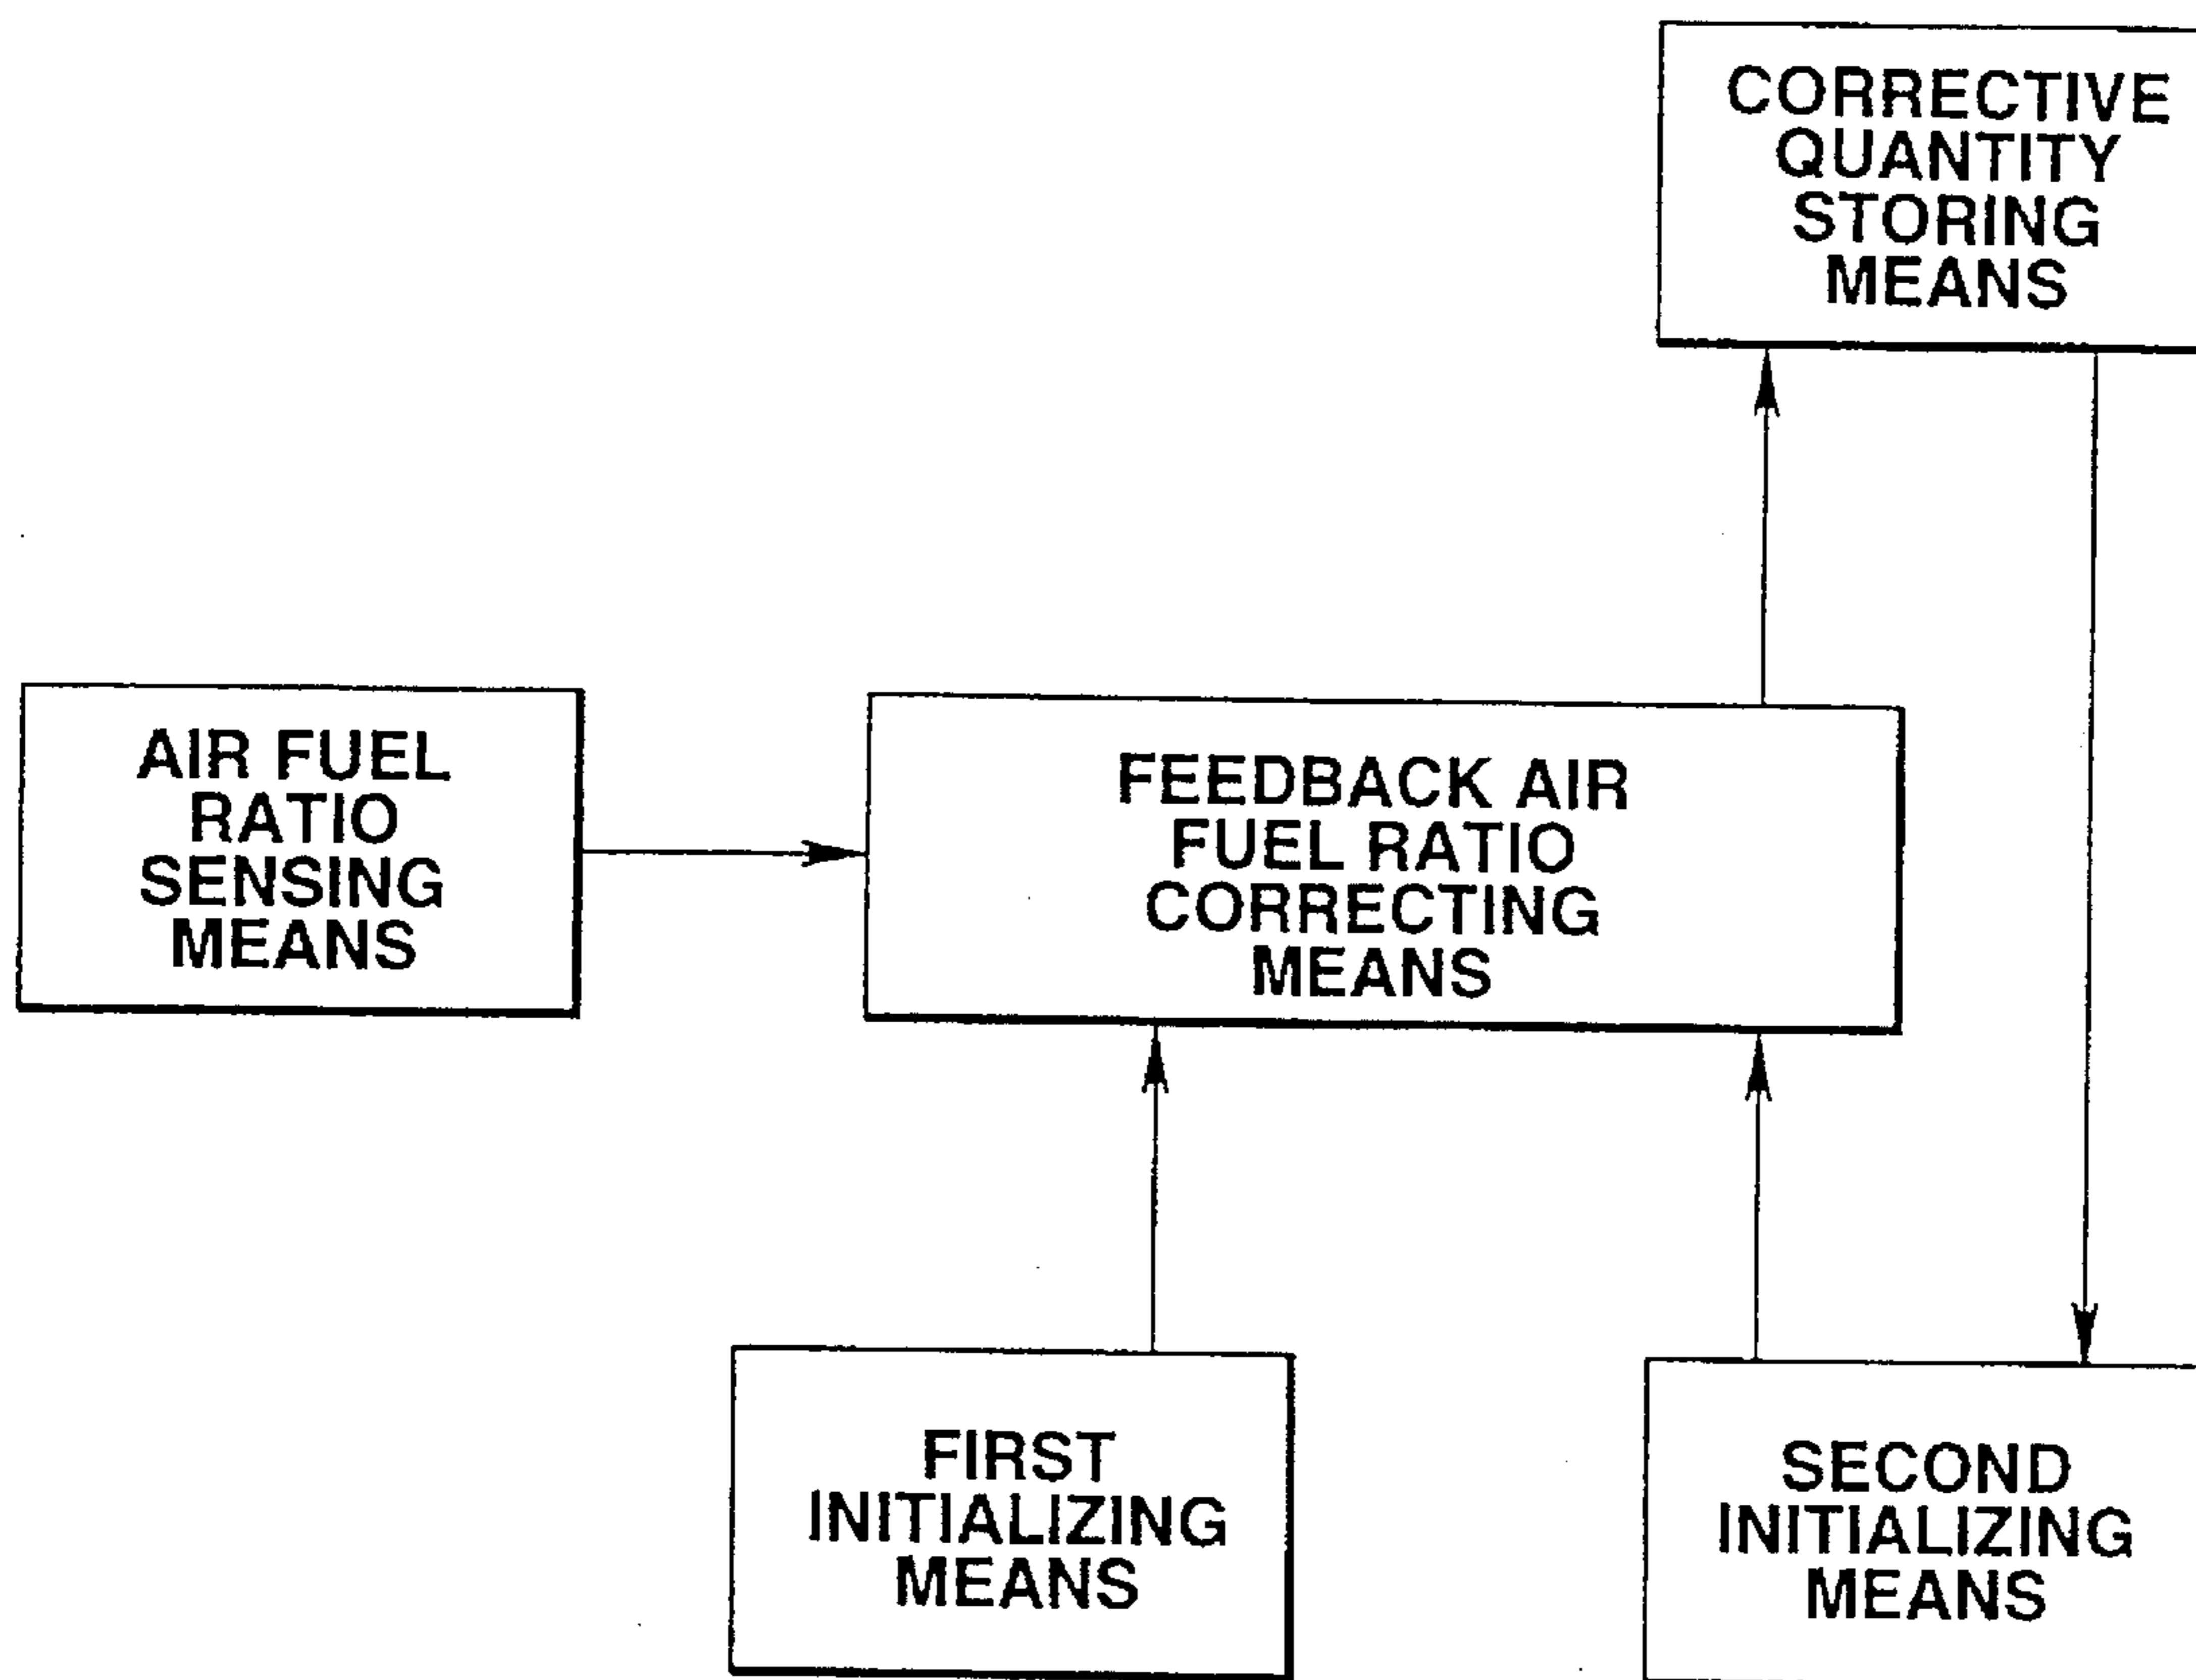 CORRECTIVE
QUANTITY
STORING
MEANS
AIR FUEL
RATIO
SENSING
MEANS
FEEDBACK AIR
FUEL RATIO
CORRECTING
MEANS
FIRST
INITIALIZING
MEANS
SECOND
INITIALIZING
MEANS